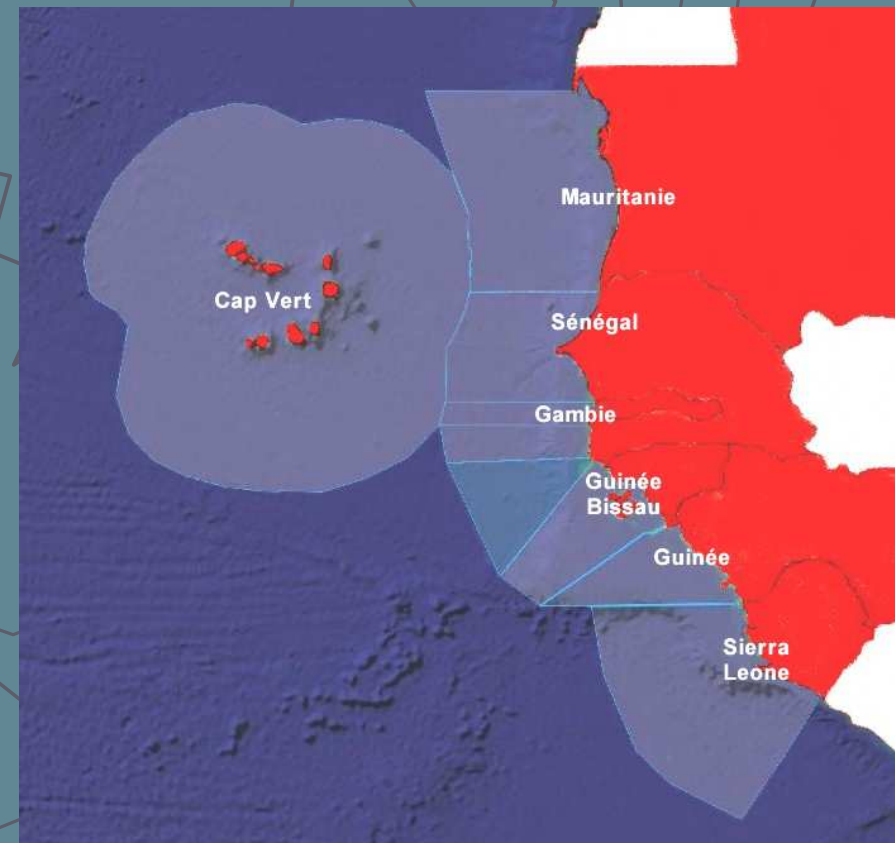 Mauritanie
Cap Vert
Sénégal
Gambie
Guinée
Bissau
Guinée
Sierra
Leone